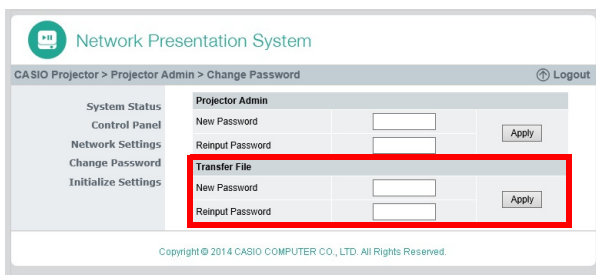 Network Presentation System
CASIO Projector > Projector Admin > Change Password
Logout
System Status
Control Panel
Network Settings
Change Password
Initialize Settings
Projector Admin
New Password
Reinput Password
Apply
Transfer File
New Password
Reinput Password
Apply
Copyright © 2014 CASIO COMPUTER CO., LTD. All Rights Reserved.